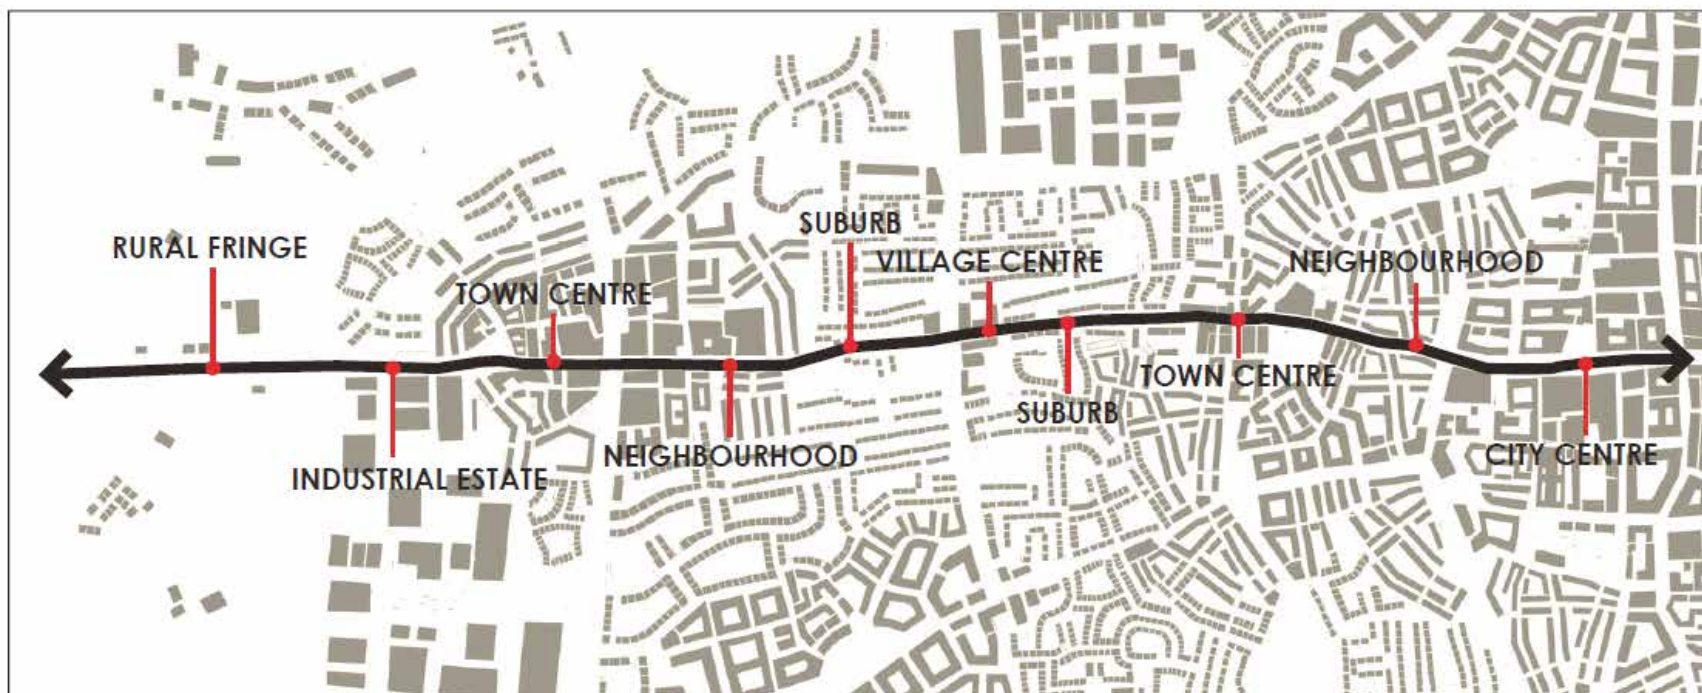 SUBURB
RURAL FRINGE
VILLAGE CENTRE
NEIGHBOURHOOD
TOWN CENTRE
TOWN CENTRE
SUBURB
NEIGHBOURHOOD
CITY CENTRE
INDUSTRIAL ESTATE